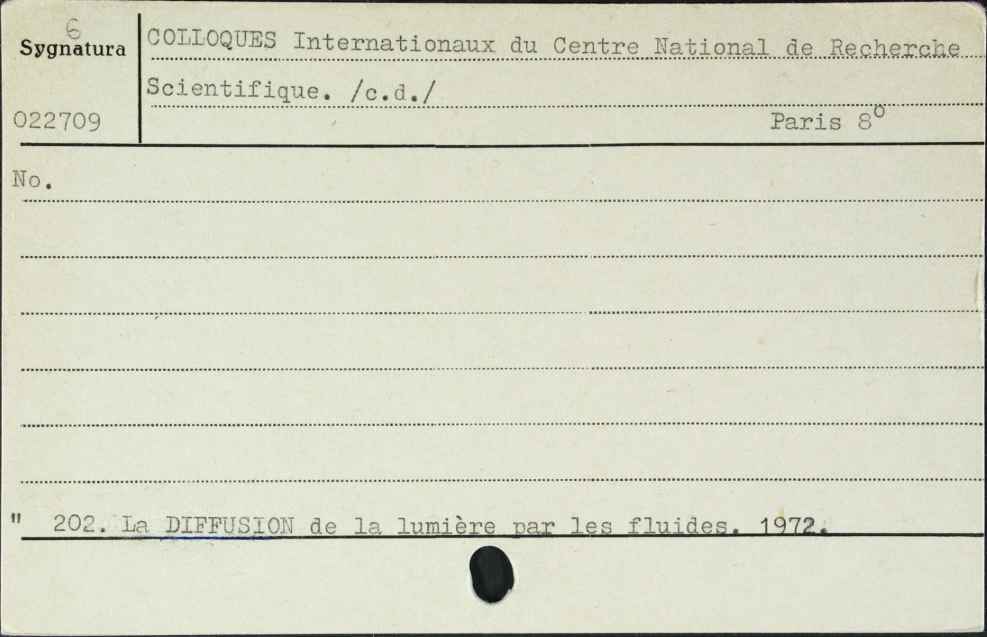 6
Sygnatura
COLLOQUES Internationaux du Centre National de Recherche
Scientifique. /c.d./
022709
Paris 8°
No.
" 202. La DIFFUSION de la lumière par les fluides. 1972.